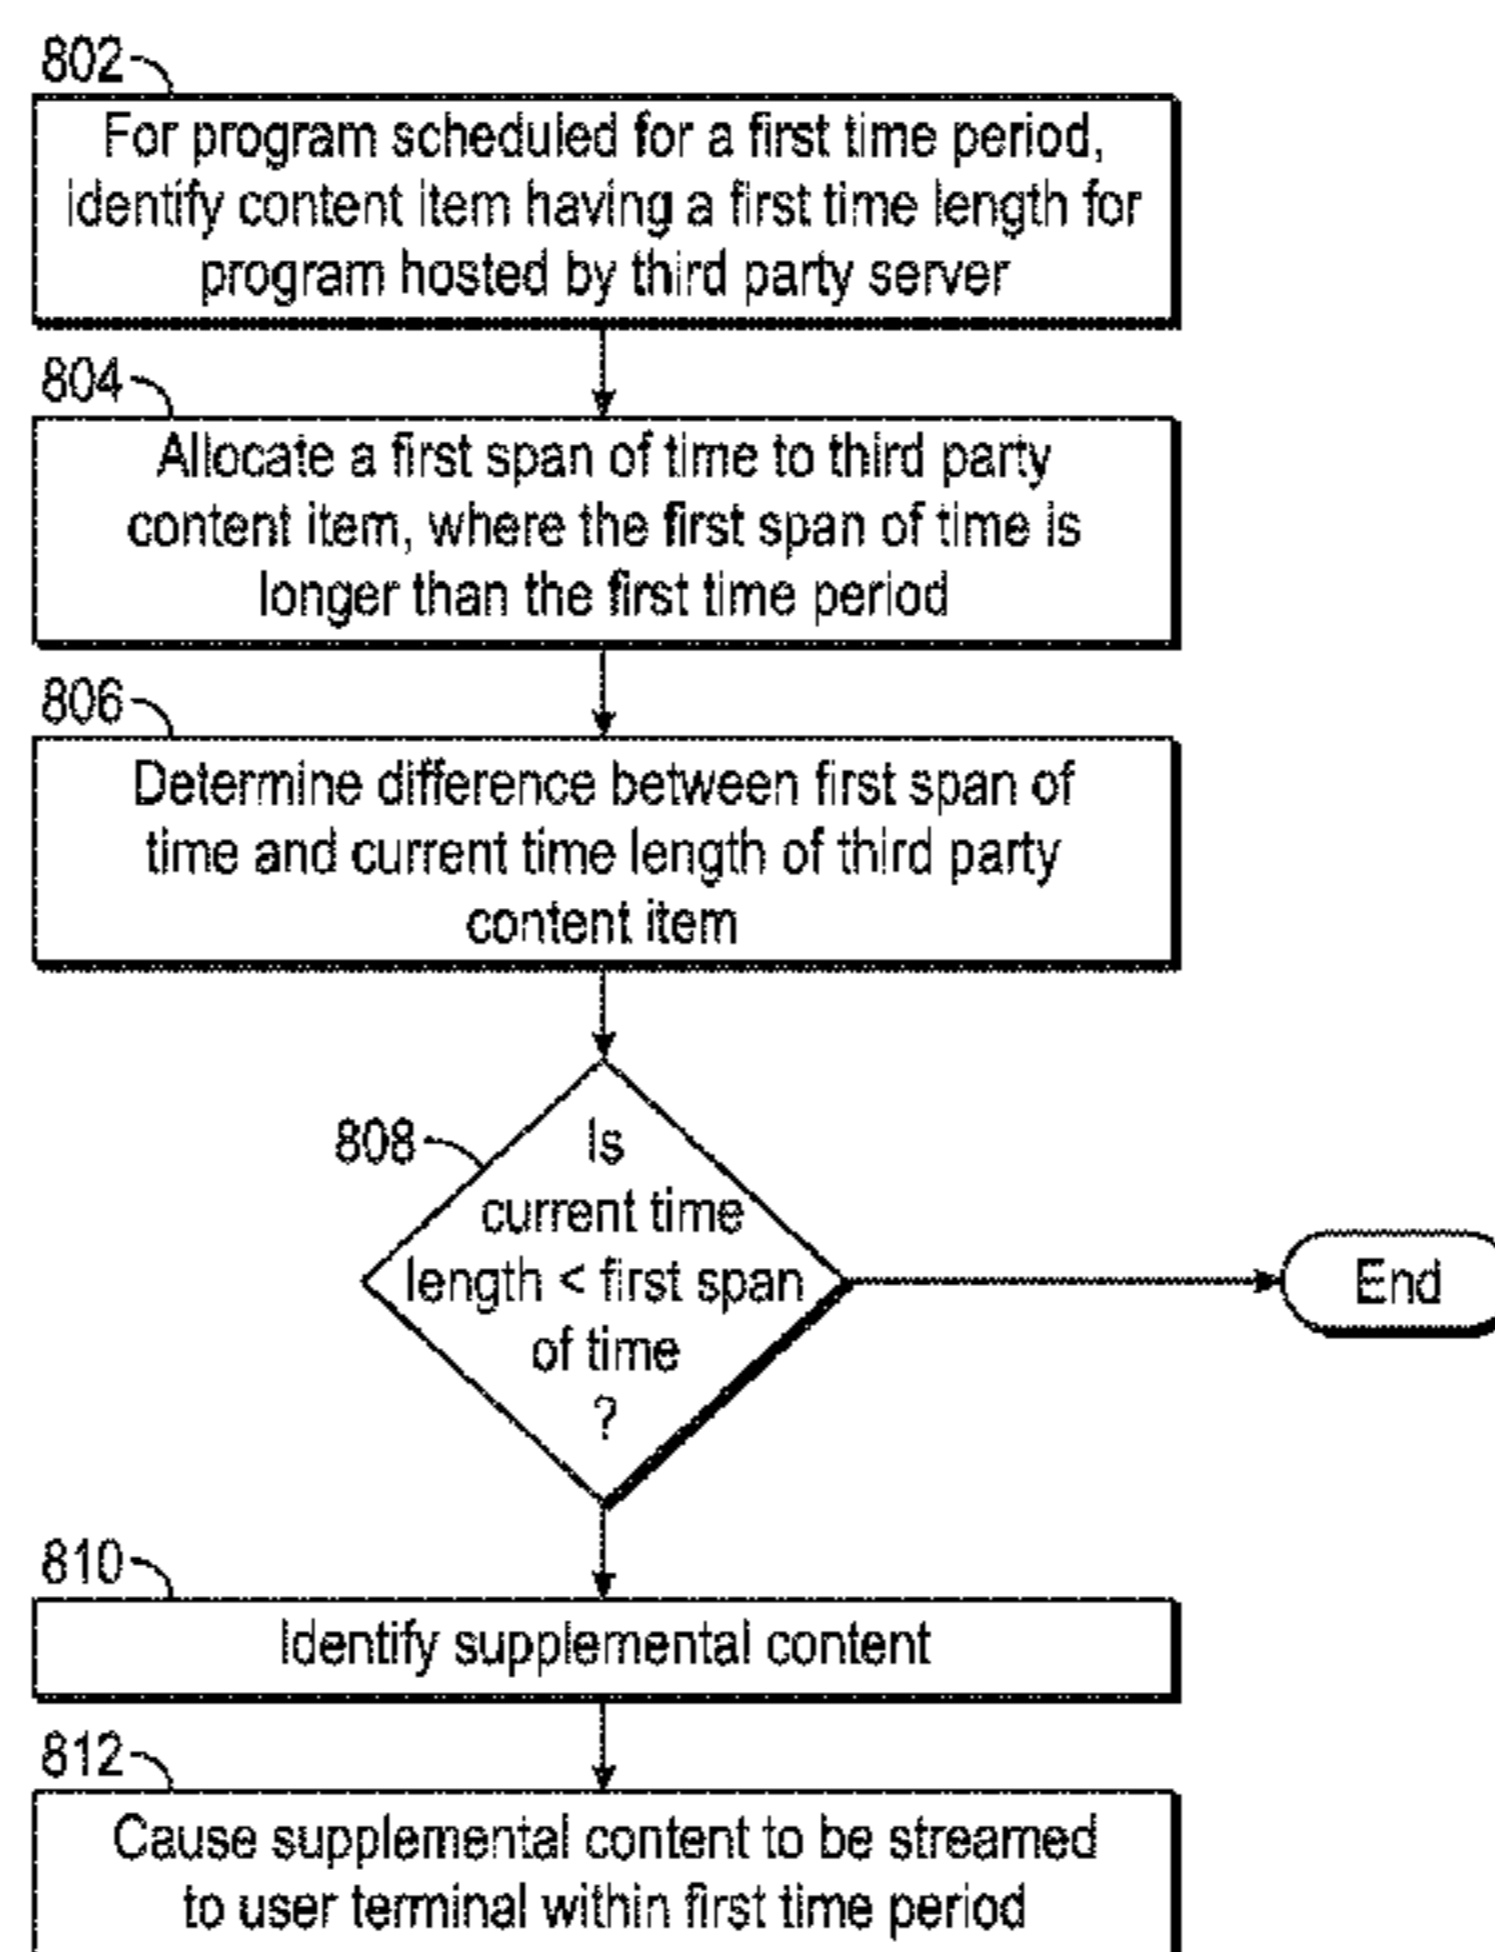 802
For program scheduled for a first time period,
identify content item having a first time length for
program hosted by third party server
804
Allocate a first span of time to third party
content item, where the first span of time is
longer than the first time period
806
Determine difference between first span of
time and current time length of third party
content item
808
Is
current time
length < first span
of time
?
End
810
Identify supplemental content
812
Cause supplemental content to be streamed
to user terminal within first time period